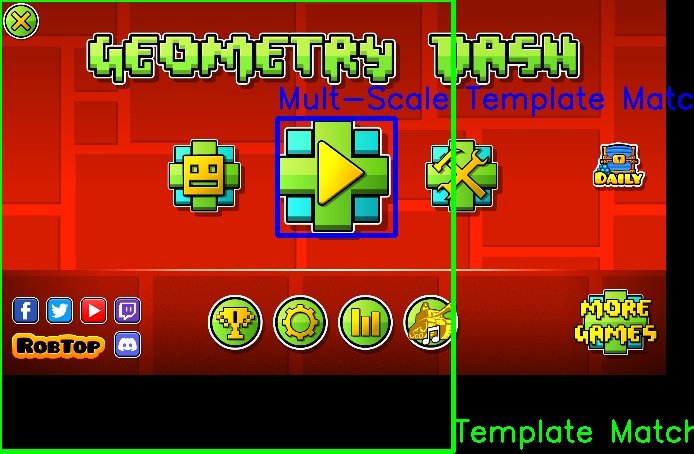 GEOMETRY DASH
Mult-Scale Template Matc
DAILY
MORE
GAMES
ROBTOP
Template Match